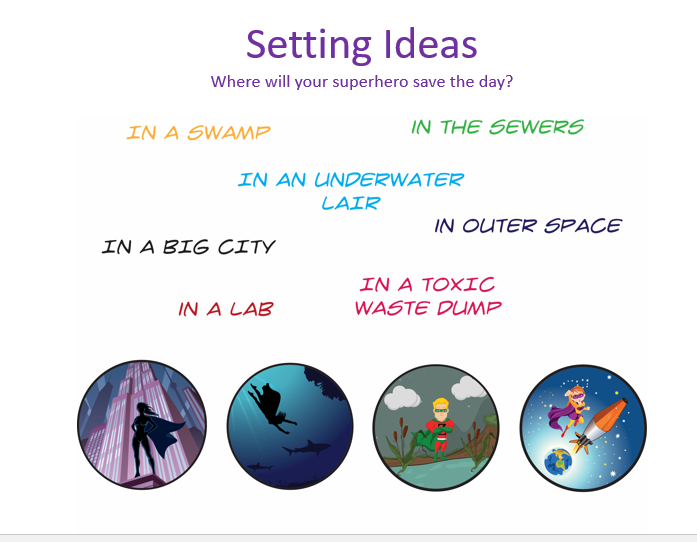 Setting Ideas
Where will your superhero save the day?
IN A SWAMP
IN THE SEWERS
IN AN UNDERWATER
LAIR
IN OUTER SPACE
IN A BIG CITY
IN A TOXIC
WASTE DUMP
IN A LAB